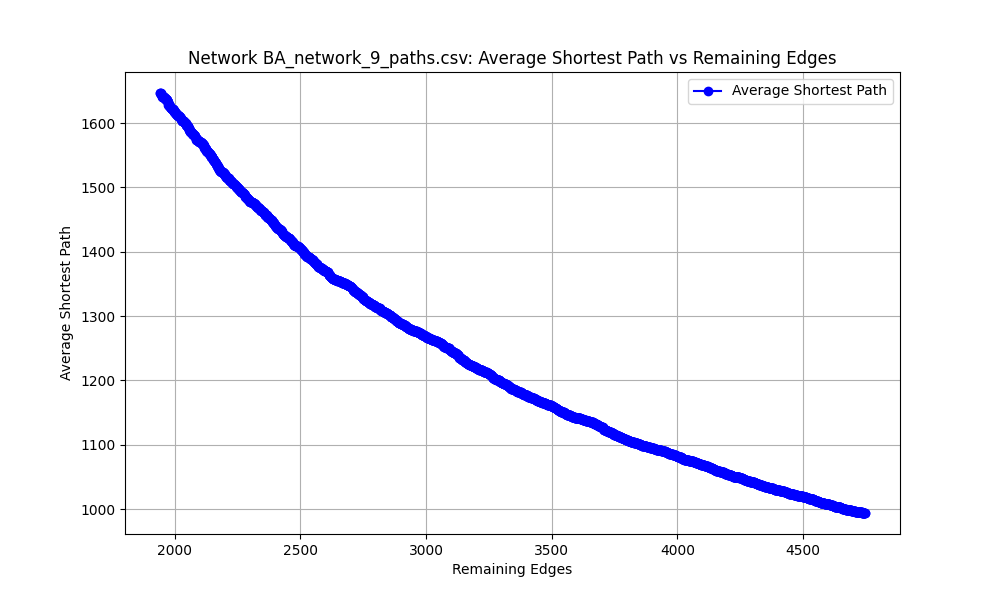 Network BA_network_9_paths.csv: Average Shortest Path vs Remaining Edges
Average Shortest Path
1600
1500
1400
1300
1200
1100
1000
Average Shortest Path
2000 2500 3000 3500 4000 4500
Remaining Edges